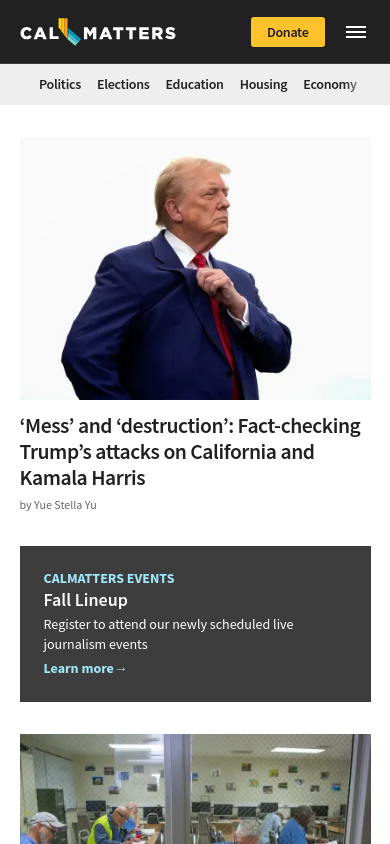 CAL MATTERS
Donate
Politics Elections Education Housing Economy
‘Mess’ and ‘destruction’: Fact-checking
Trump’s attacks on California and
Kamala Harris
by Yue Stella Yu
CALMATTERS EVENTS
Fall Lineup
Register to attend our newly scheduled live
journalism events
Learn more→